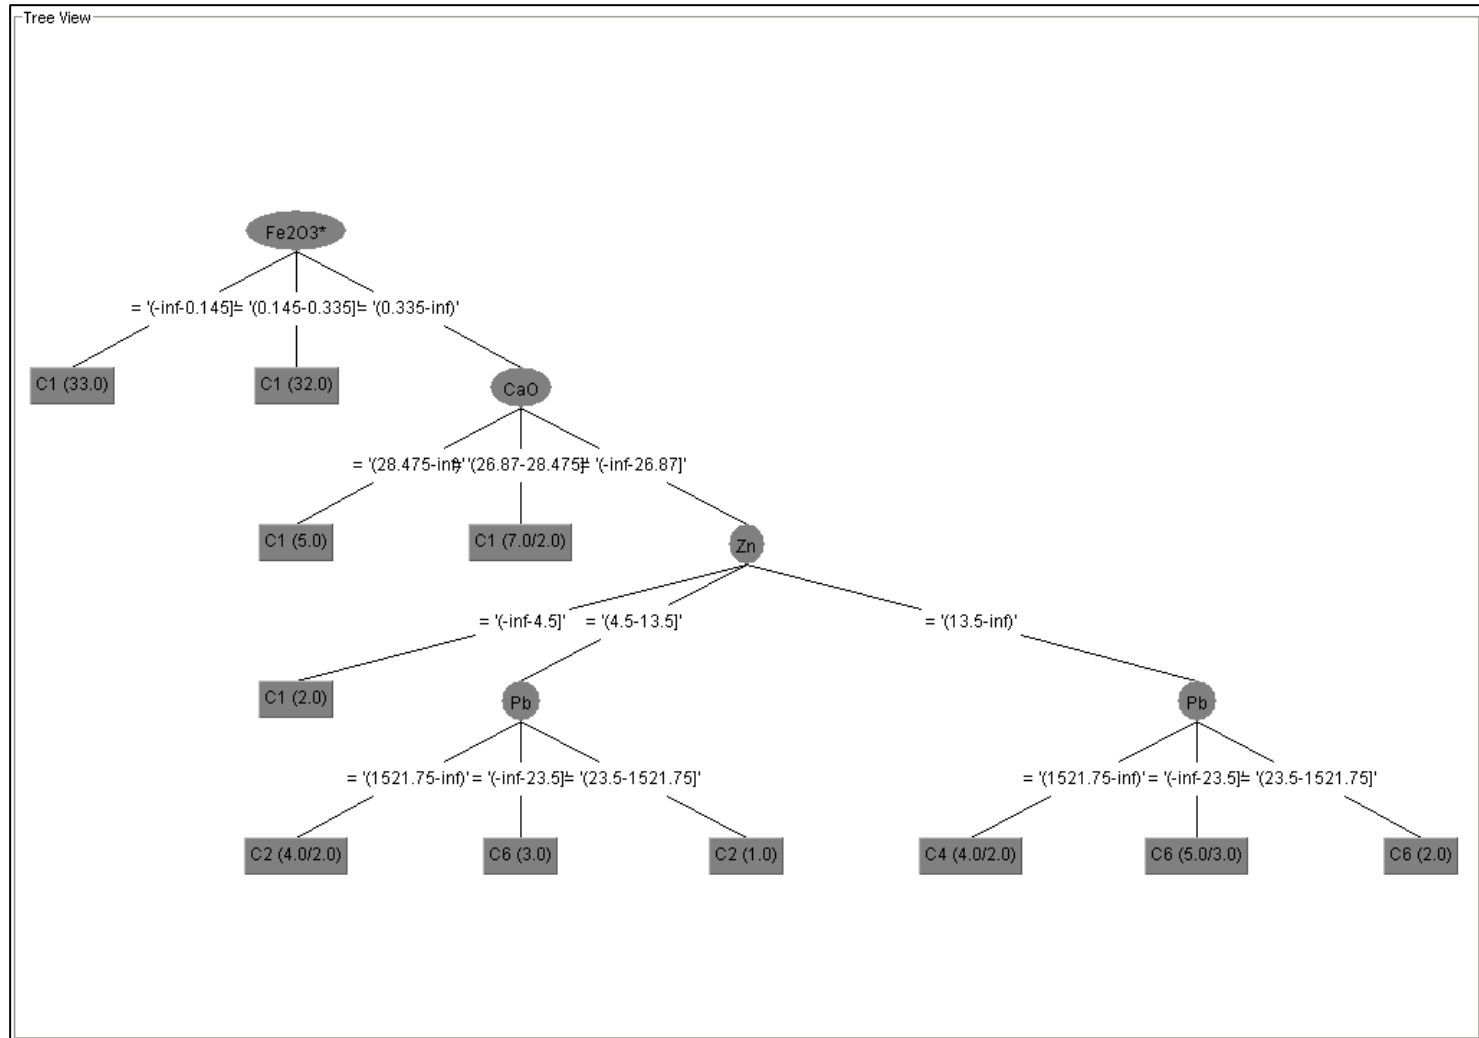 Tree View
Fe2O3*
= '(-inf-0.145]' = '(0.145-0.335]' = '(0.335-inf)'
C1 (33.0) C1 (32.0) CaO
= '(28.475-inf)' = '(26.87-28.475]' = '(-inf-26.87]'
C1 (5.0) C1 (7.0/2.0) Zn
= '(-inf-4.5]' = '(4.5-13.5]' = '(13.5-inf)'
C1 (2.0) Pb Pb
= '(1521.75-inf)' = '(-inf-23.5]' = '(23.5-1521.75]' = '(1521.75-inf)' = '(-inf-23.5]' = '(23.5-1521.75]'
C2 (4.0/2.0) C6 (3.0) C2 (1.0) C4 (4.0/2.0) C6 (5.0/3.0) C6 (2.0)